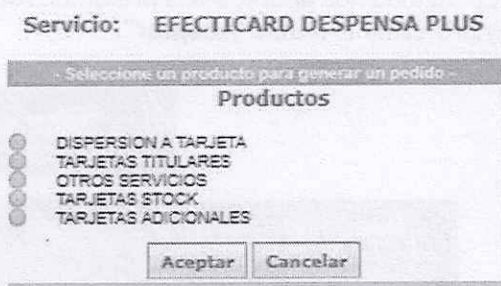 Servicio: EFECTICARD DESPENSA PLUS
- Seleccione un producto para generar un pedido -
Productos
DISPERSION A TARJETA
TARJETAS TITULARES
OTROS SERVICIOS
TARJETAS STOCK
TARJETAS ADICIONALES
Aceptar Cancelar